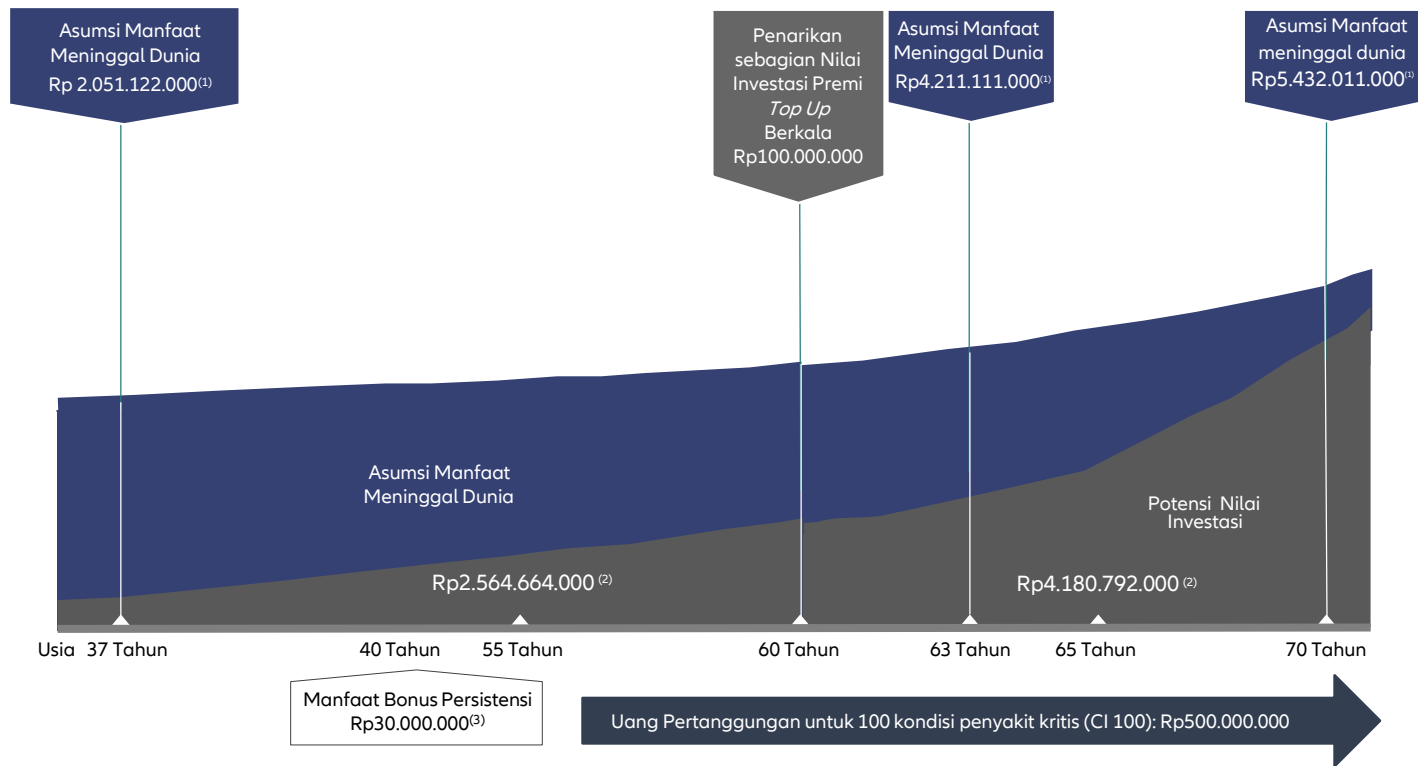 Asumsi Manfaat
Meninggal Dunia
Rp 2.051.122.000(1)
Penarikan
sebagian Nilai
Investasi Premi
Top Up
Berkala
Rp100.000.000
Asumsi Manfaat
Meninggal Dunia
Rp4.211.111.000(1)
Asumsi Manfaat
meninggal dunia
Rp5.432.011.000(1)
Asumsi Manfaat
Meninggal Dunia
Potensi Nilai
Investasi
Rp2.564.664.000 (2)
Rp4.180.792.000 (2)
Usia 37 Tahun 40 Tahun 55 Tahun 60 Tahun 63 Tahun 65 Tahun 70 Tahun
Manfaat Bonus Persistensi
Rp30.000.000(3)
Uang Pertanggungan untuk 100 kondisi penyakit kritis (CI 100): Rp500.000.000